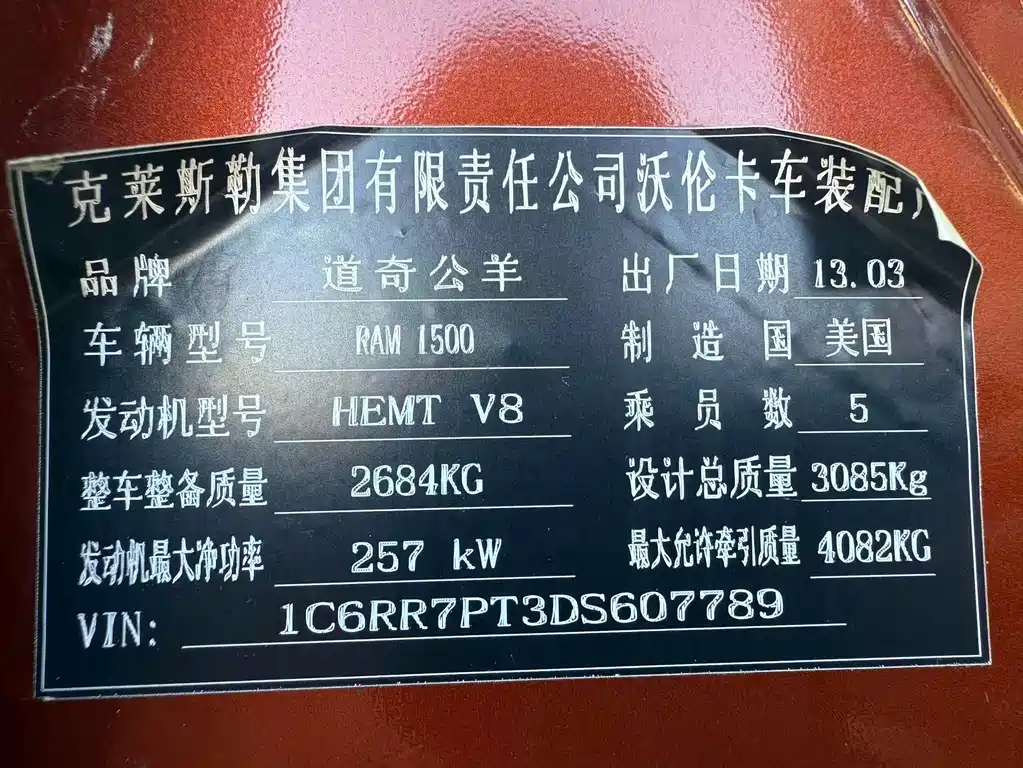 克莱斯勒集团有限责任公司沃伦卡车装配厂
品牌 道奇公羊 出厂日期 13.03
车辆型号 RAM 1500 制造国 美国
发动机型号 HEMT V8 乘员数 5
整车整备质量 2684KG 设计总质量 3085Kg
发动机最大净功率 257 kW 最大允许牵引质量 4082KG
VIN: 1C6RR7PT3DS607789